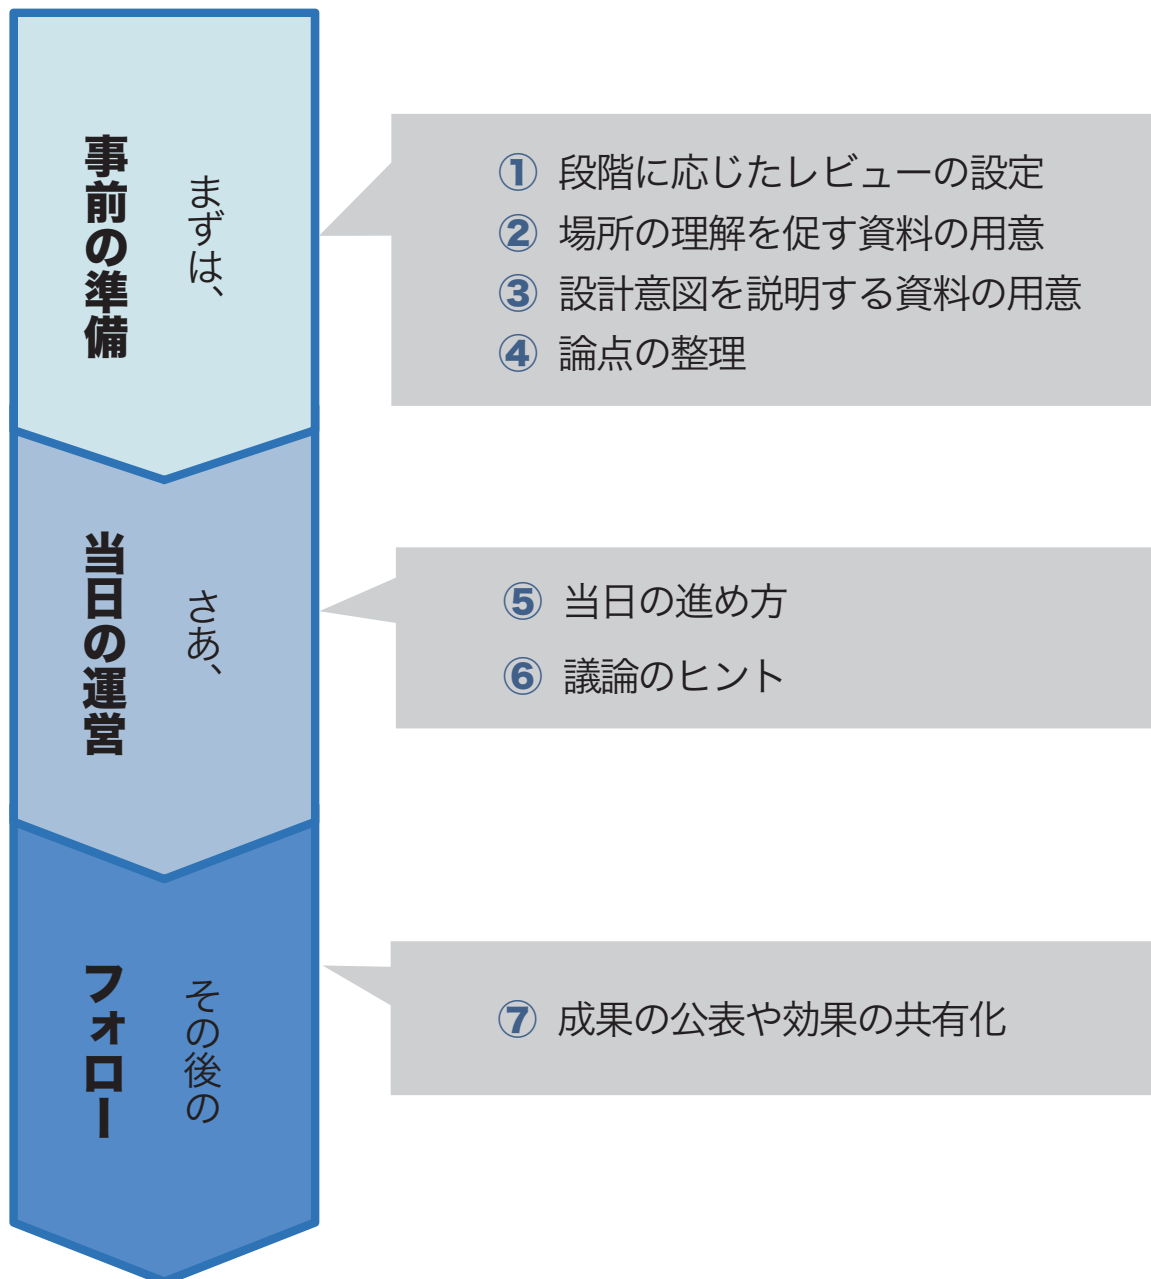 まずは、
事前の準備
① 段階に応じたレビューの設定
② 場所の理解を促す資料の用意
③ 設計意図を説明する資料の用意
④ 論点の整理
さあ、
当日の運営
⑤ 当日の進め方
⑥ 議論のヒント
その後の
フォロー
⑦ 成果の公表や効果の共有化